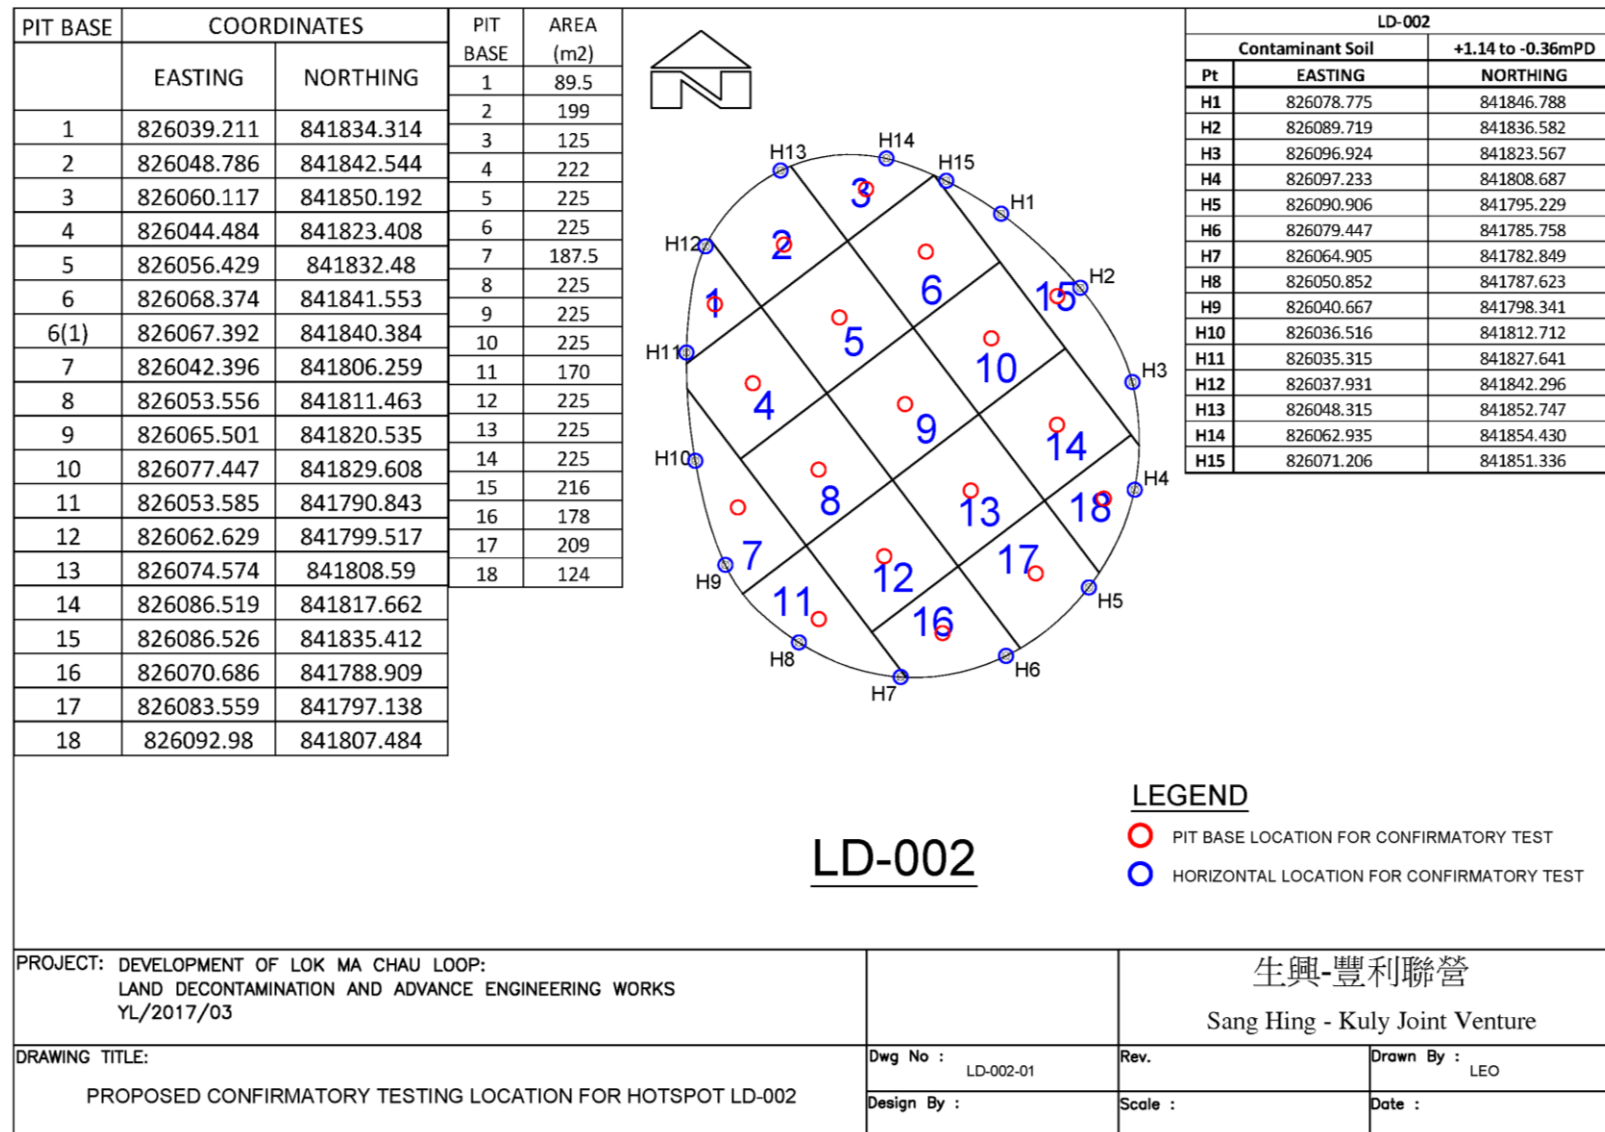 PIT BASE COORDINATES
EASTING NORTHING
1 826039.211 841834.314
2 826048.786 841842.544
3 826060.117 841850.192
4 826044.484 841823.408
5 826056.429 841832.48
6 826068.374 841841.553
6(1) 826067.392 841840.384
7 826042.396 841806.259
8 826053.556 841811.463
9 826065.501 841820.535
10 826077.447 841829.608
11 826053.585 841790.843
12 826062.629 841799.517
13 826074.574 841808.59
14 826086.519 841817.662
15 826086.526 841835.412
16 826070.686 841788.909
17 826083.559 841797.138
18 826092.98 841807.484
PIT AREA
BASE (m2)
1 89.5
2 199
3 125
4 222
5 225
6 225
7 187.5
8 225
9 225
10 225
11 170
12 225
13 225
14 225
15 216
16 178
17 209
18 124
N
H13
H14
H15
H1
H12
H2
H11
H3
H10
H4
H9
H5
H8
H6
H7
3
2
1
6
15
5
10
4
9
14
8
13
18
7
17
12
11
16
LD-002
Contaminant Soil +1.14 to -0.36mPD
Pt EASTING NORTHING
H1 826078.775 841846.788
H2 826089.719 841836.582
H3 826096.924 841823.567
H4 826097.233 841808.687
H5 826090.906 841795.229
H6 826079.447 841785.758
H7 826064.905 841782.849
H8 826050.852 841787.623
H9 826040.667 841798.341
H10 826036.516 841812.712
H11 826035.315 841827.641
H12 826037.931 841842.296
H13 826048.315 841852.747
H14 826062.935 841854.430
H15 826071.206 841851.336
LD-002
LEGEND
PIT BASE LOCATION FOR CONFIRMATORY TEST
HORIZONTAL LOCATION FOR CONFIRMATORY TEST
PROJECT: DEVELOPMENT OF LOK MA CHAU LOOP:
LAND DECONTAMINATION AND ADVANCE ENGINEERING WORKS
YL/2017/03
生興-豐利聯營
Sang Hing - Kuly Joint Venture
DRAWING TITLE:
PROPOSED CONFIRMATORY TESTING LOCATION FOR HOTSPOT LD-002
Dwg No :
LD-002-01
Rev.
Drawn By :
LEO
Design By :
Scale :
Date :